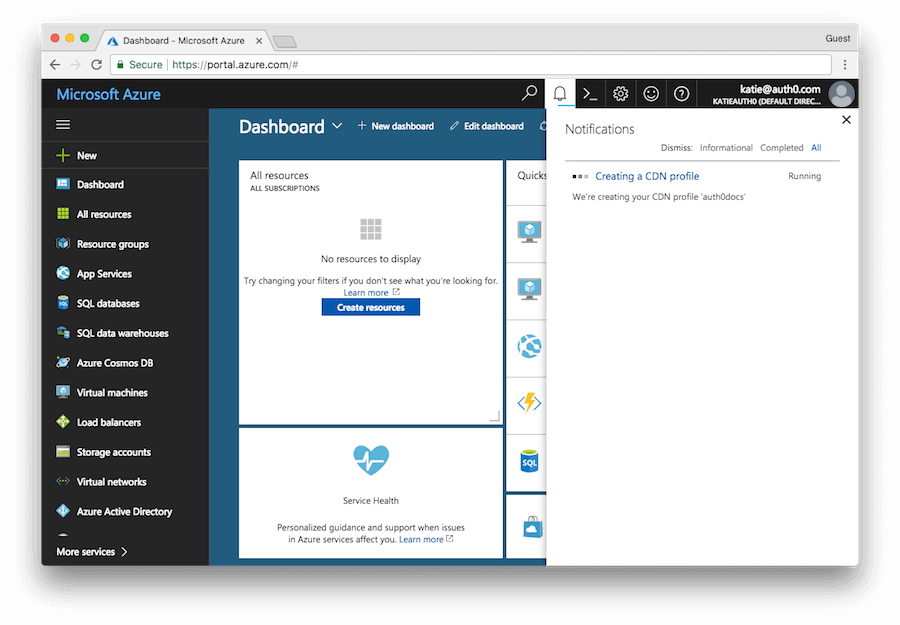 Dashboard - Microsoft Azure
Guest
Secure https://portal.azure.com/#
Microsoft Azure
katie@auth0.com
KATIEAUTH0 (DEFAULT DIREC...
New
Dashboard
All resources
Resource groups
App Services
SQL databases
SQL data warehouses
Azure Cosmos DB
Virtual machines
Load balancers
Storage accounts
Virtual networks
Azure Active Directory
More services
Dashboard
New dashboard
Edit dashboard
All resources
ALL SUBSCRIPTIONS
No resources to display
Try changing your filters if you don't see what you're looking for.
Learn more
Create resources
Service Health
Personalized guidance and support when issues
in Azure services affect you. Learn more
Quicks
SQL
Notifications
Dismiss: Informational Completed All
Creating a CDN profile Running
We're creating your CDN profile 'auth0docs'